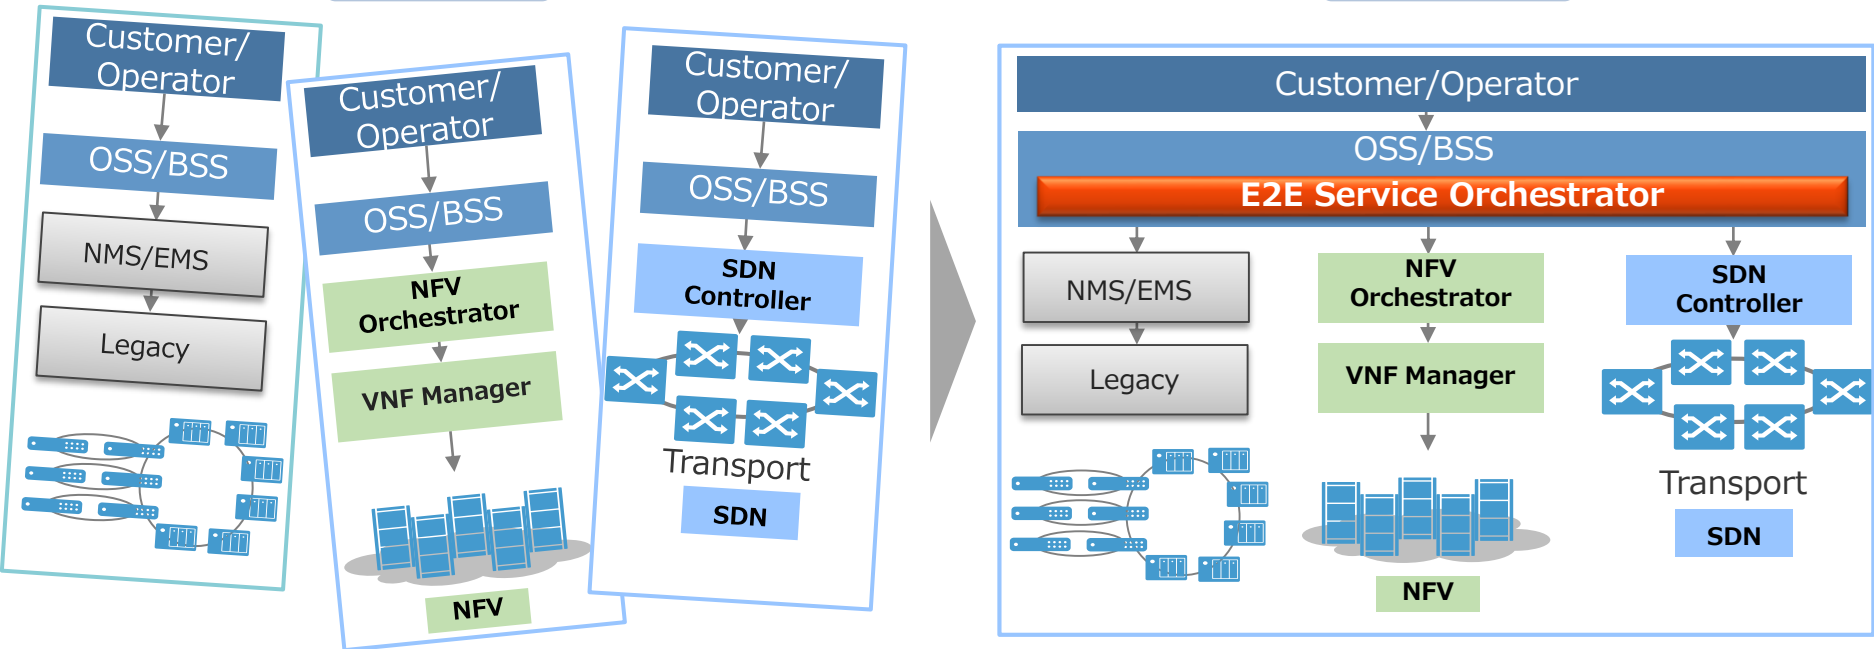 Customer/
Operator
OSS/BSS
NMS/EMS
Legacy
Customer/
Operator
OSS/BSS
NFV
Orchestrator
VNF Manager
NFV
Customer/
Operator
OSS/BSS
SDN
Controller
Transport
SDN
Customer/Operator
OSS/BSS
E2E Service Orchestrator
NMS/EMS
Legacy
NFV
Orchestrator
VNF Manager
NFV
SDN
Controller
Transport
SDN